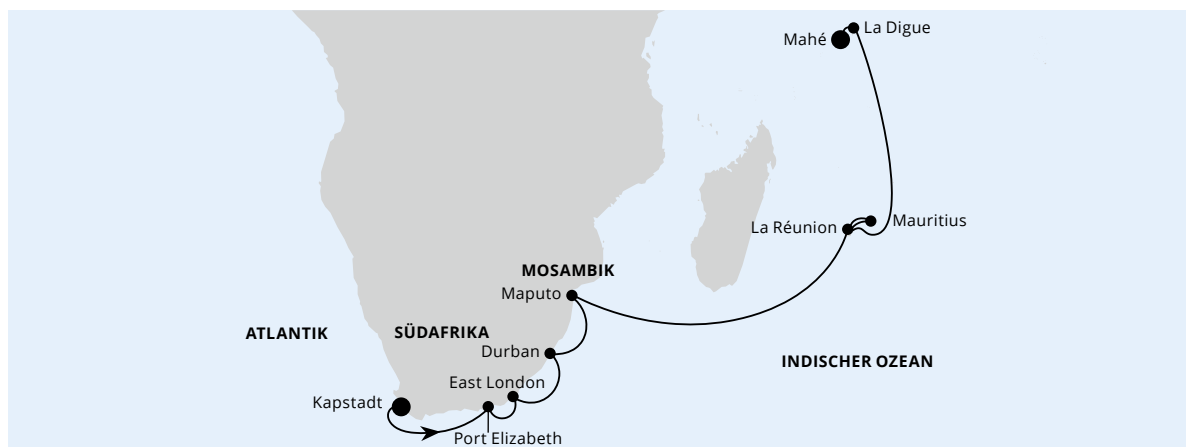 La Digue
Mahé
Mauritius
La Réunion
MOSAMBIK
Maputo
ATLANTIK
SÜDAFRIKA
Durban
INDISCHER OZEAN
East London
Kapstadt
Port Elizabeth